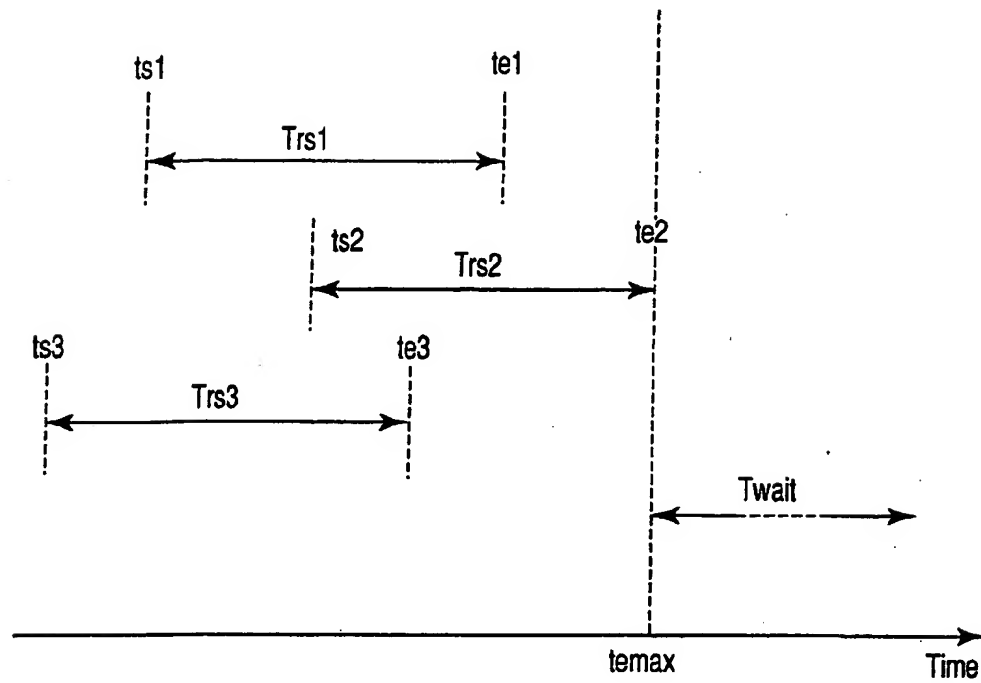 ts1
te1
Trs1
ts2
te2
Trs2
ts3
te3
Trs3
Twait
temax
Time